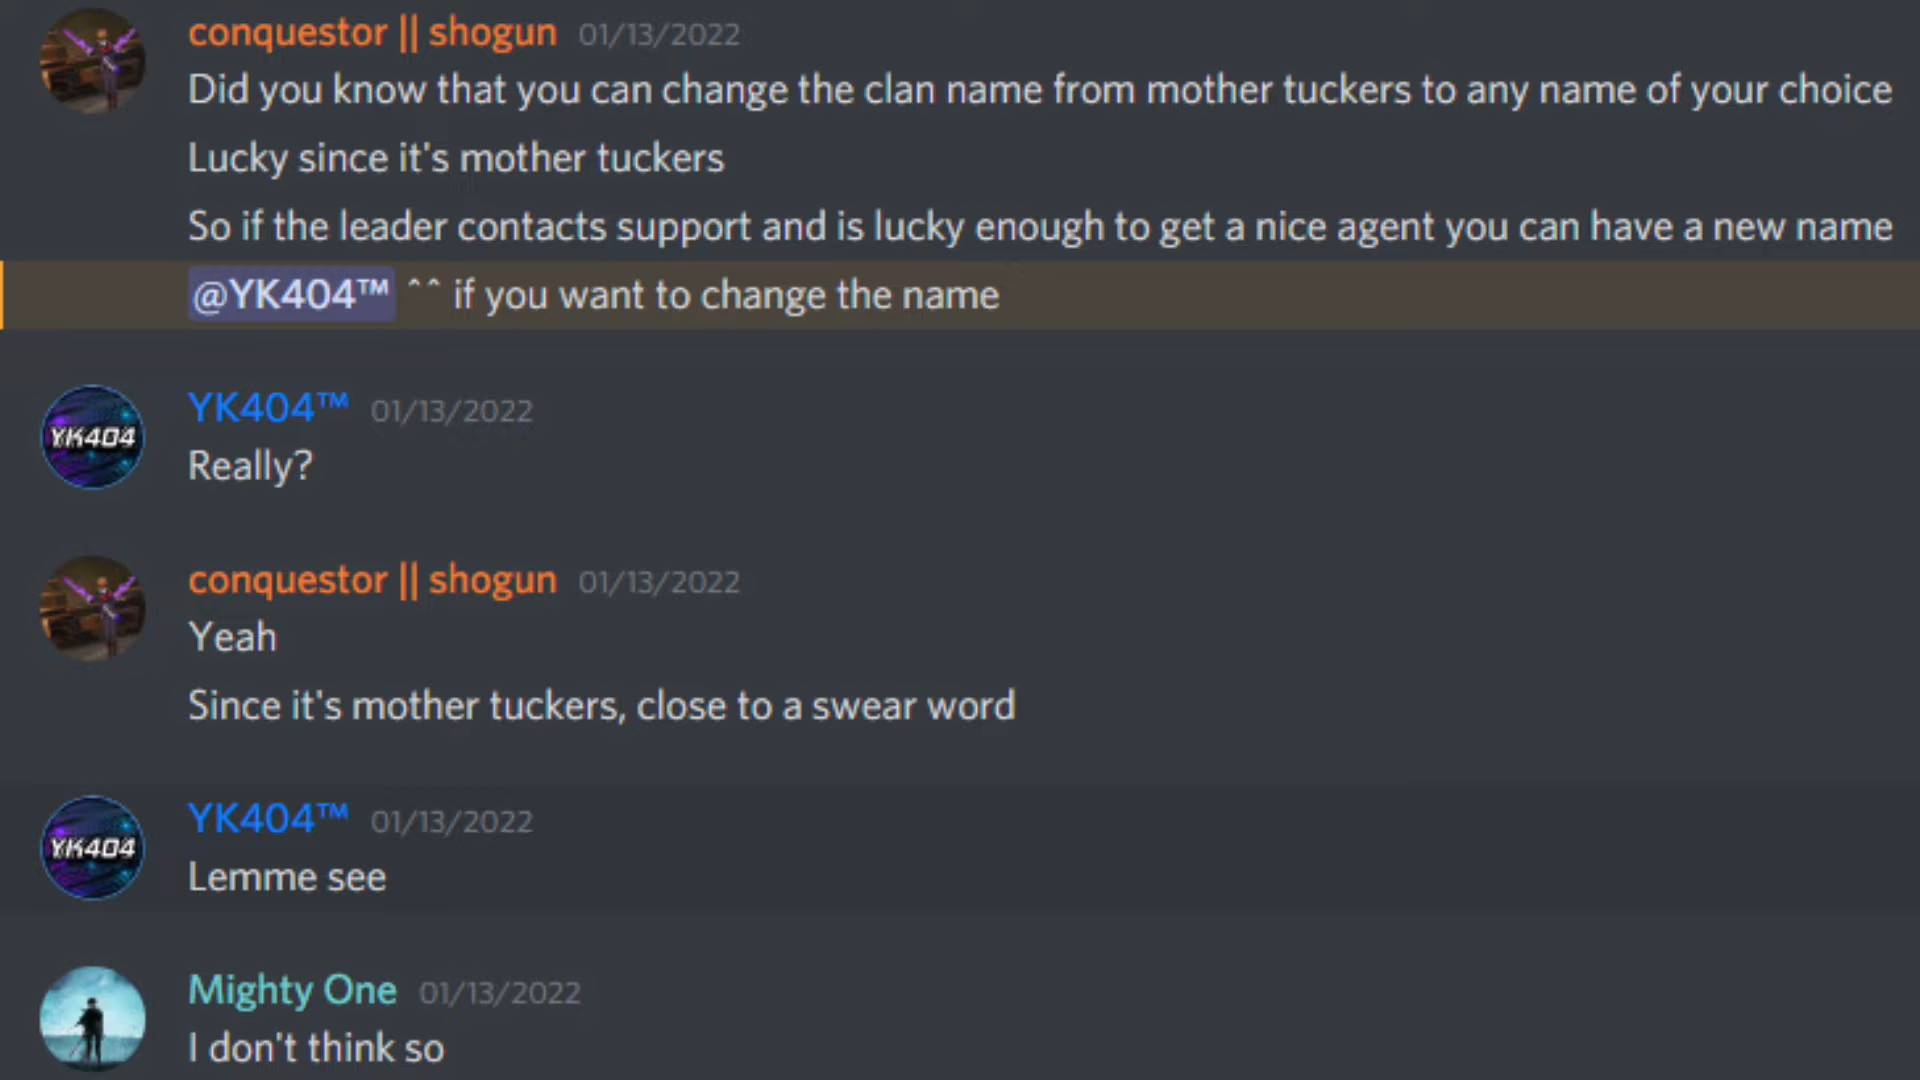 conquestor || shogun 01/13/2022
Did you know that you can change the clan name from mother tuckers to any name of your choice
Lucky since it's mother tuckers
So if the leader contacts support and is lucky enough to get a nice agent you can have a new name
@YK404™ ^^ if you want to change the name
YK404™ 01/13/2022
YK404
Really?
conquestor || shogun 01/13/2022
Yeah
Since it's mother tuckers, close to a swear word
YK404™ 01/13/2022
YK404
Lemme see
Mighty One 01/13/2022
I don't think so